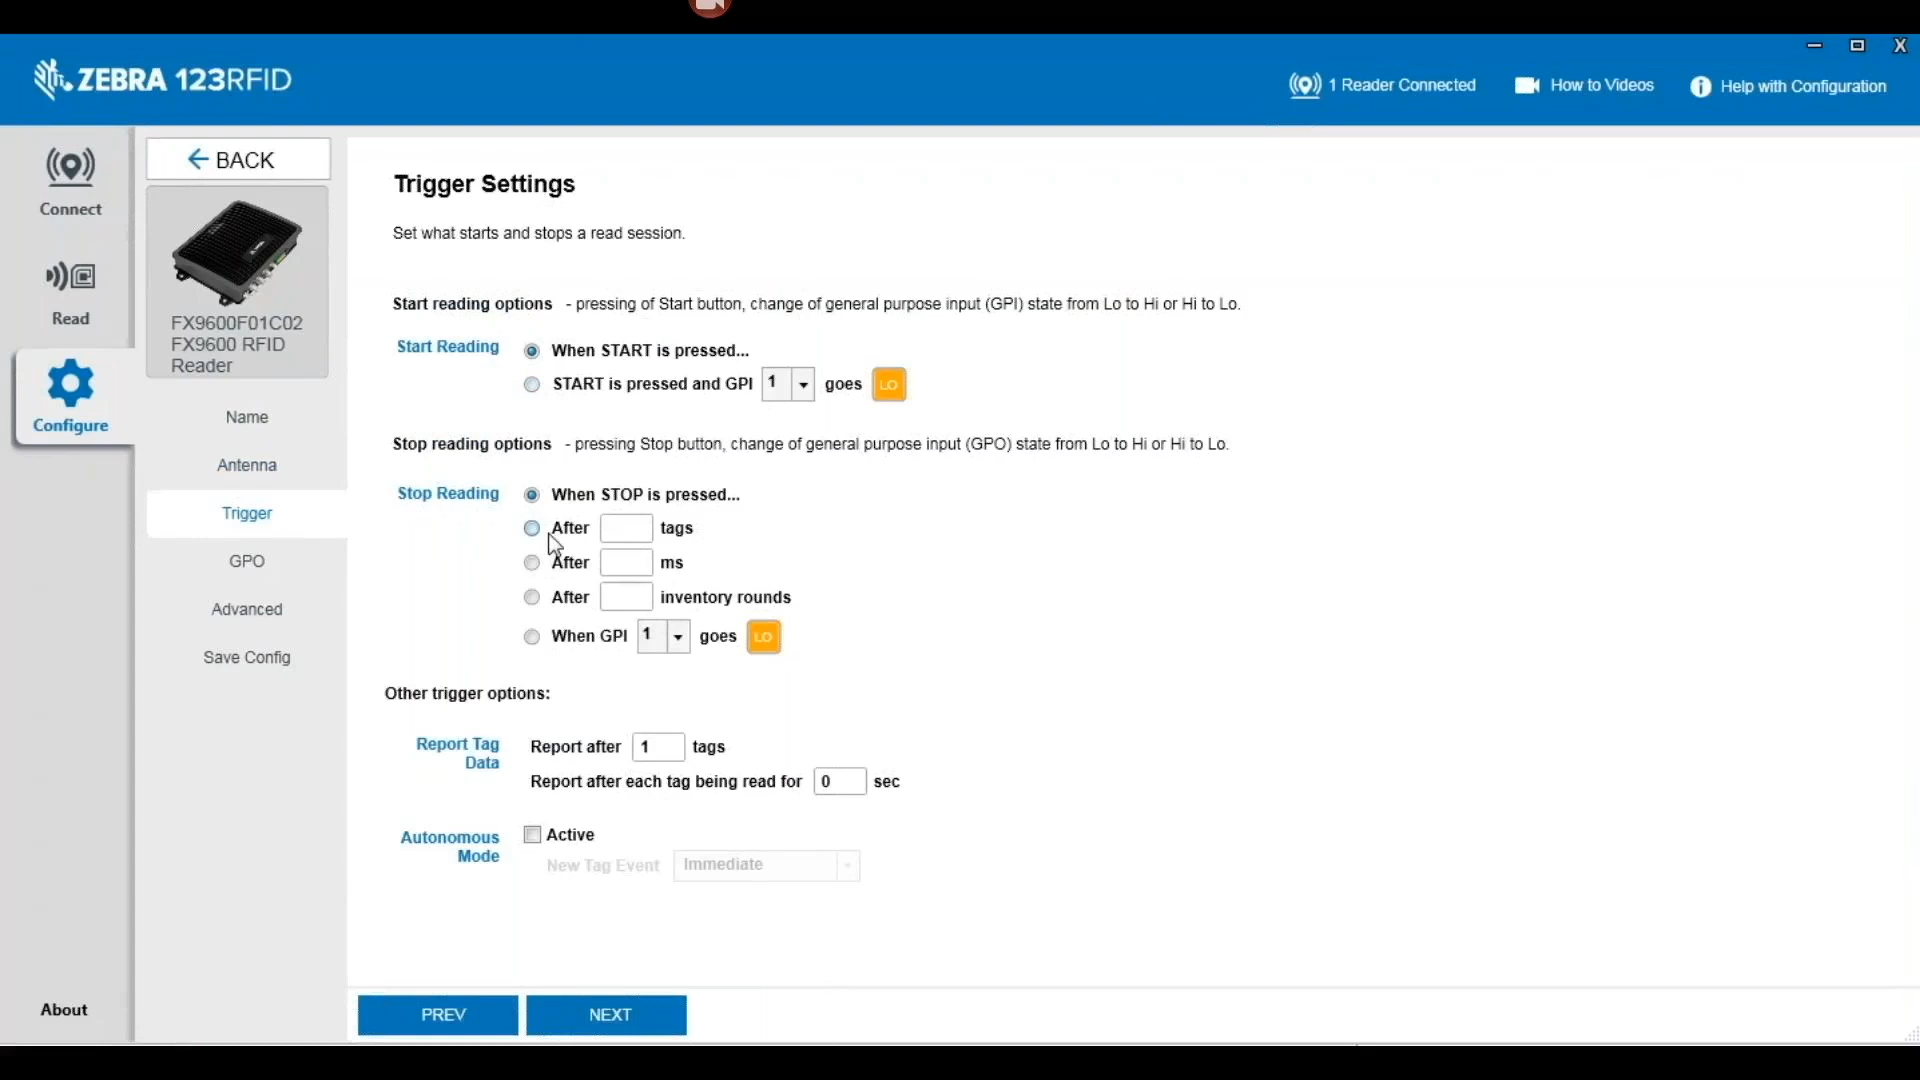 ZEBRA 123RFID
1 Reader Connected
How to Videos
Help with Configuration
X
Connect
Read
Configure
About
BACK
FX9600F01C02
FX9600 RFID
Reader
Name
Antenna
Trigger
GPO
Advanced
Save Config
Trigger Settings
Set what starts and stops a read session.
Start reading options - pressing of Start button, change of general purpose input (GPI) state from Lo to Hi or Hi to Lo.
Start Reading
When START is pressed...
START is pressed and GPI 1 goes LO
Stop reading options - pressing Stop button, change of general purpose input (GPO) state from Lo to Hi or Hi to Lo.
Stop Reading
When STOP is pressed...
After tags
After ms
After inventory rounds
When GPI 1 goes LO
Other trigger options:
Report Tag
Data
Report after 1 tags
Report after each tag being read for 0 sec
Autonomous
Mode
Active
New Tag Event Immediate
PREV
NEXT